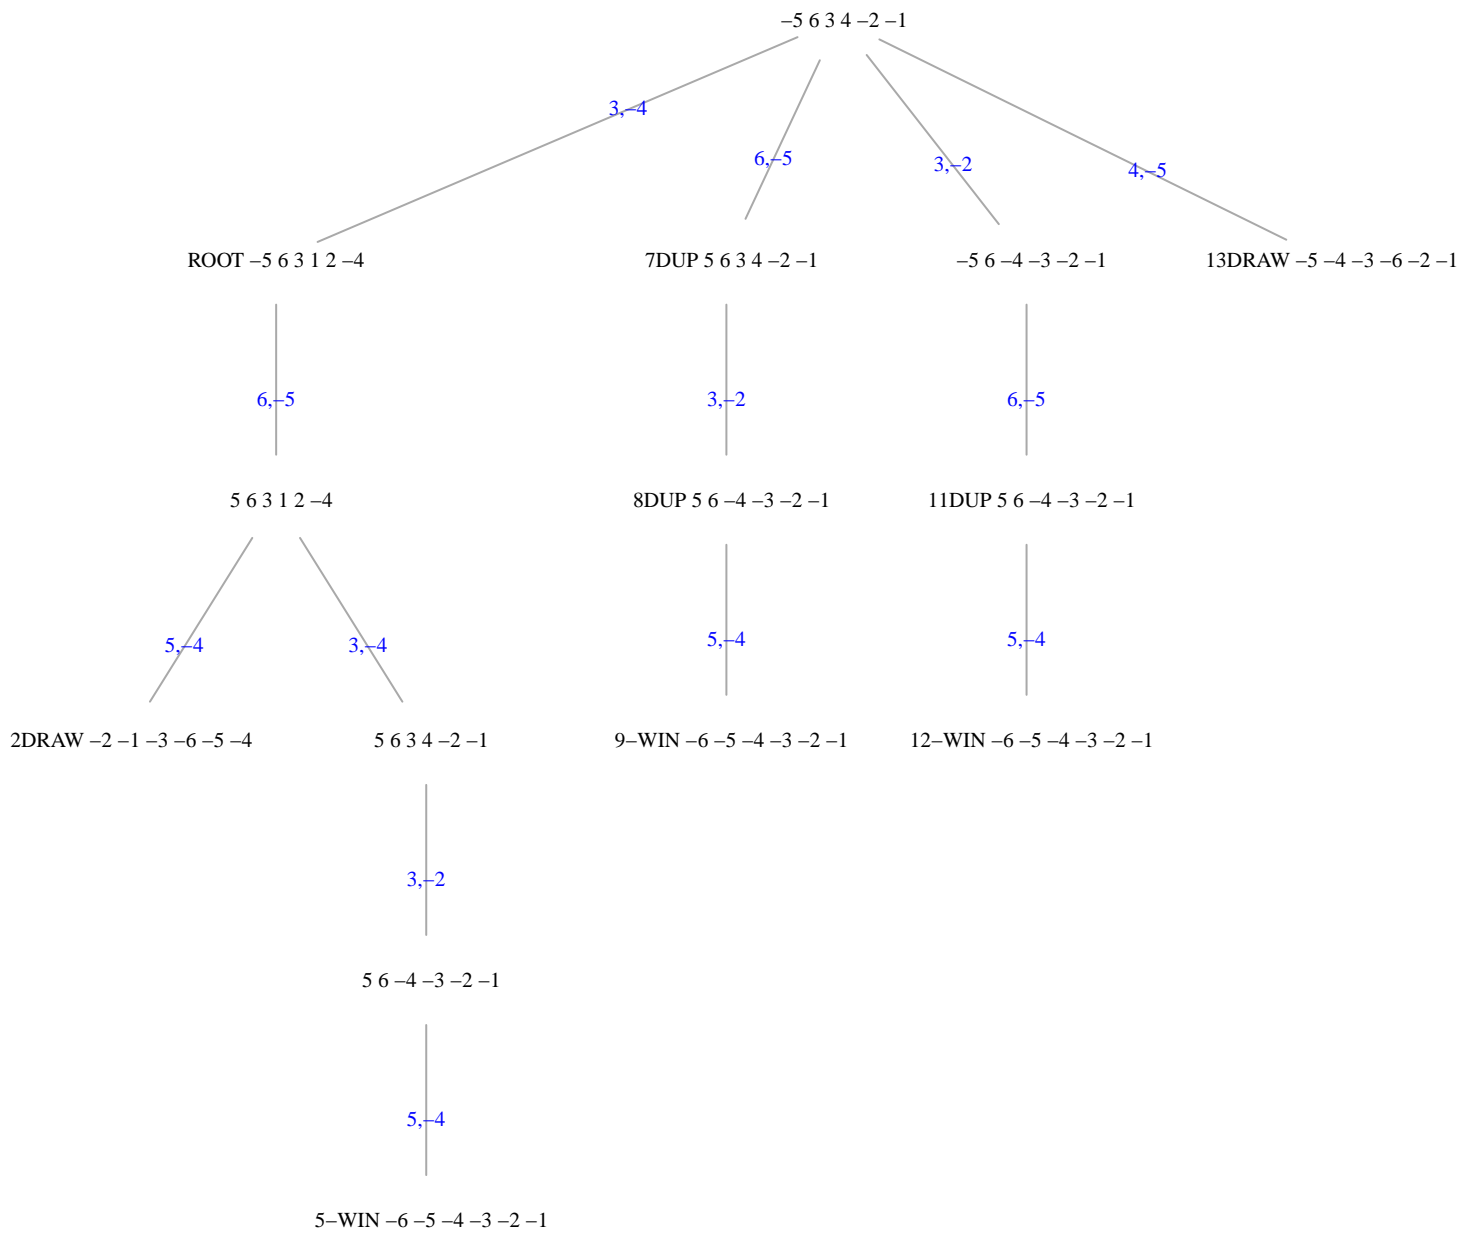 –5 6 3 4 –2 –1
3,–4
6,–5
3,–2
4,–5
ROOT –5 6 3 1 2 –4
7DUP 5 6 3 4 –2 –1
–5 6 –4 –3 –2 –1
13DRAW –5 –4 –3 –6 –2 –1
6,–5
3,–2
6,–5
5 6 3 1 2 –4
8DUP 5 6 –4 –3 –2 –1
11DUP 5 6 –4 –3 –2 –1
5,–4
3,–4
5,–4
5,–4
2DRAW –2 –1 –3 –6 –5 –4
5 6 3 4 –2 –1
9–WIN –6 –5 –4 –3 –2 –1
12–WIN –6 –5 –4 –3 –2 –1
3,–2
5 6 –4 –3 –2 –1
5,–4
5–WIN –6 –5 –4 –3 –2 –1